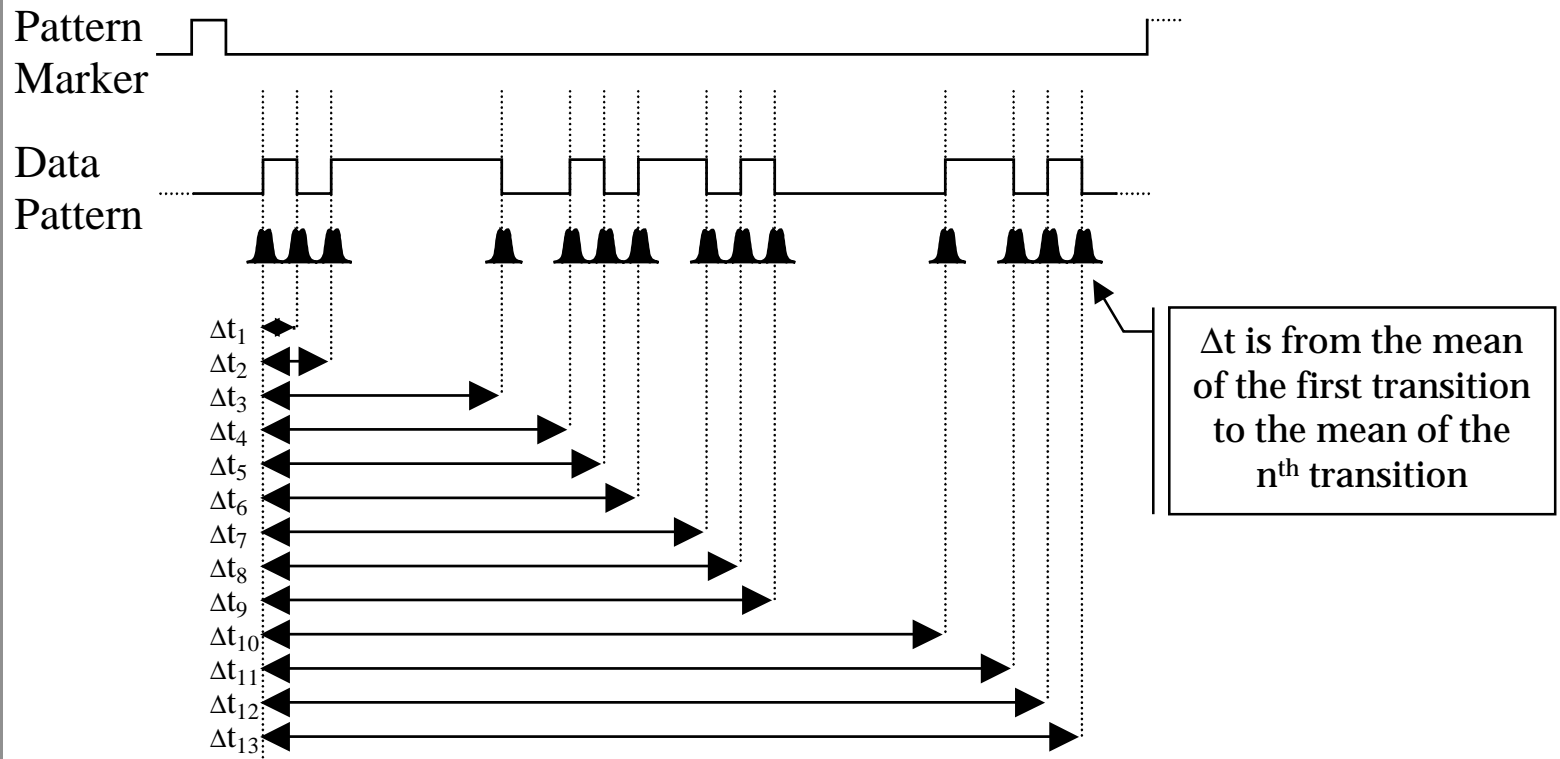 Pattern
Marker
Data
Pattern
Δt₁
Δt₂
Δt₃
Δt₄
Δt₅
Δt₆
Δt₇
Δt₈
Δt₉
Δt₁₀
Δt₁₁
Δt₁₂
Δt₁₃
Δt is from the mean
of the first transition
to the mean of the
nᵗʰ transition